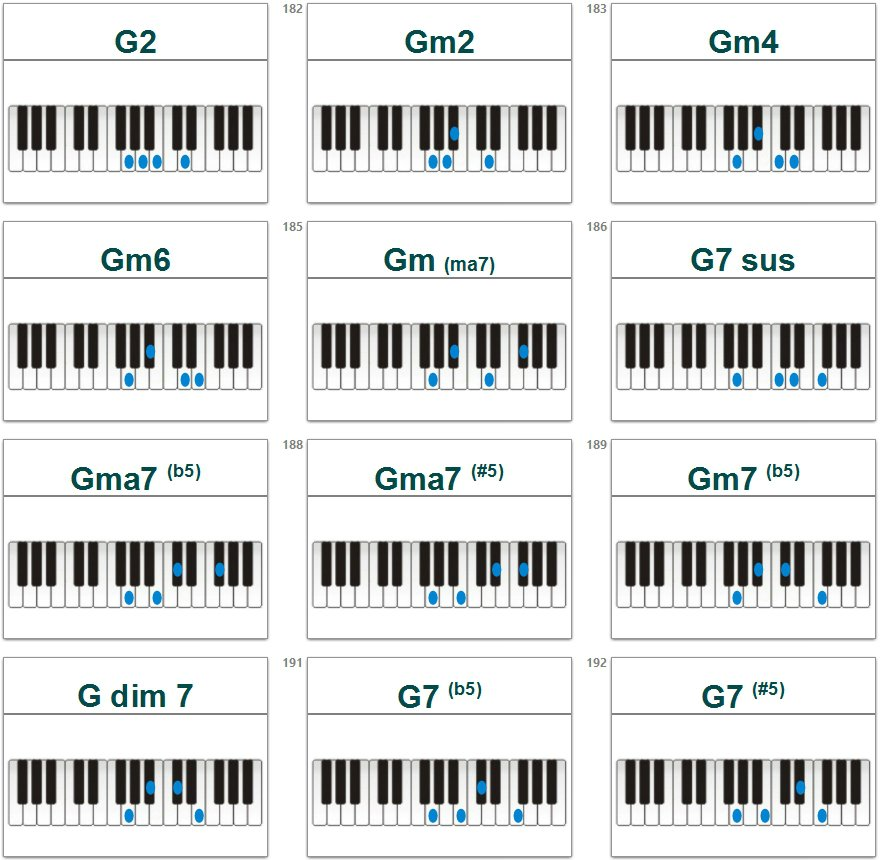 182
183
G2
Gm2
Gm4
185
186
Gm6
Gm (ma7)
G7 sus
188
189
Gma7 (b5)
Gma7 (#5)
Gm7 (b5)
191
192
G dim 7
G7 (b5)
G7 (#5)